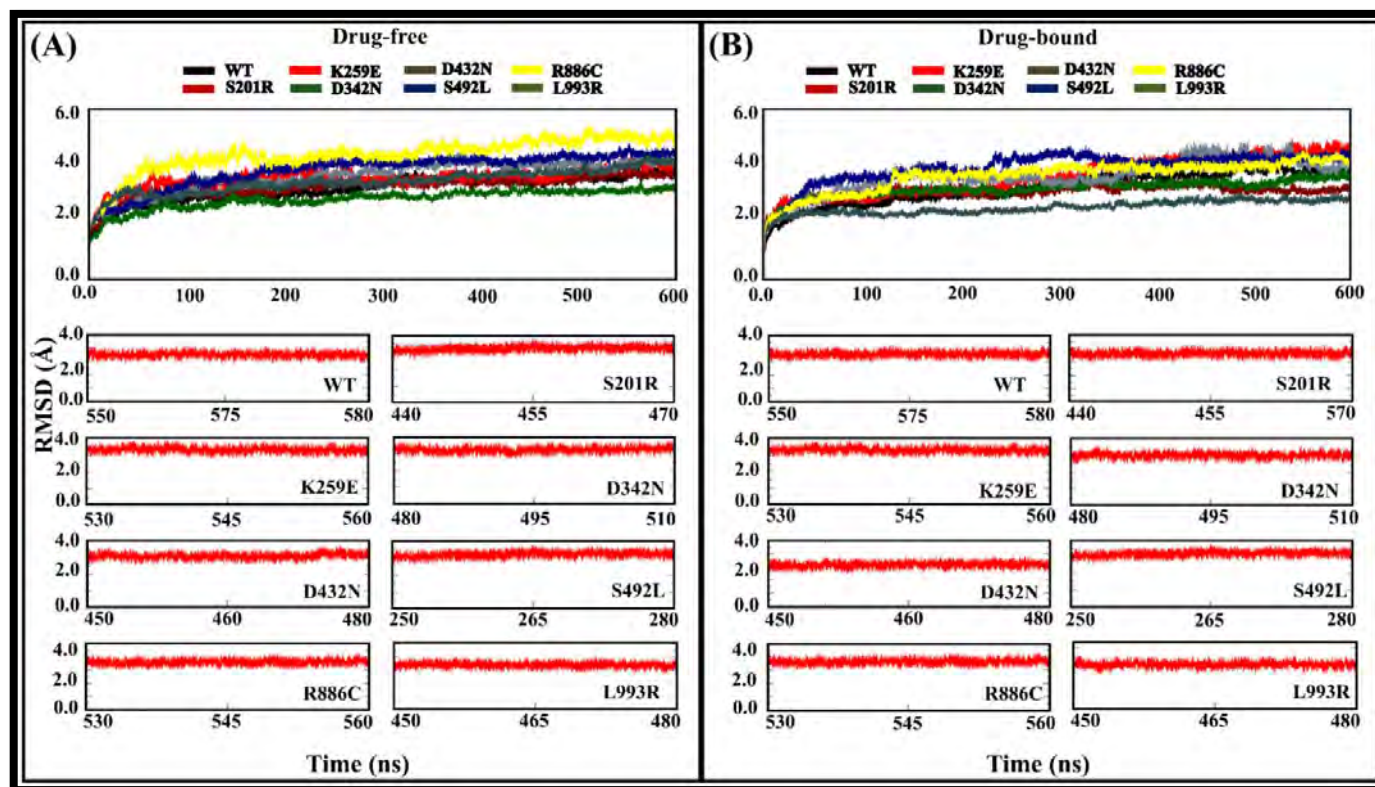 (A) Drug-free
WT K259E D432N R886C
S201R D342N S492L L993R
6.0
4.0
2.0
0.0
0.0 100 200 300 400 500 600
RMSD (Å)
4.0
2.0
0.0
WT
550 575 580
S201R
440 455 470
4.0
2.0
0.0
K259E
530 545 560
D342N
480 495 510
4.0
2.0
0.0
D432N
450 460 480
S492L
250 265 280
4.0
2.0
0.0
R886C
530 545 560
L993R
450 465 480
Time (ns)
(B) Drug-bound
WT K259E D432N R886C
S201R D342N S492L L993R
6.0
4.0
2.0
0.0
0.0 100 200 300 400 500 600
4.0
2.0
0.0
WT
550 575 580
S201R
440 455 570
4.0
2.0
0.0
K259E
530 545 560
D342N
480 495 510
4.0
2.0
0.0
D432N
450 460 480
S492L
250 265 280
4.0
2.0
0.0
R886C
530 545 560
L993R
450 465 480
Time (ns)